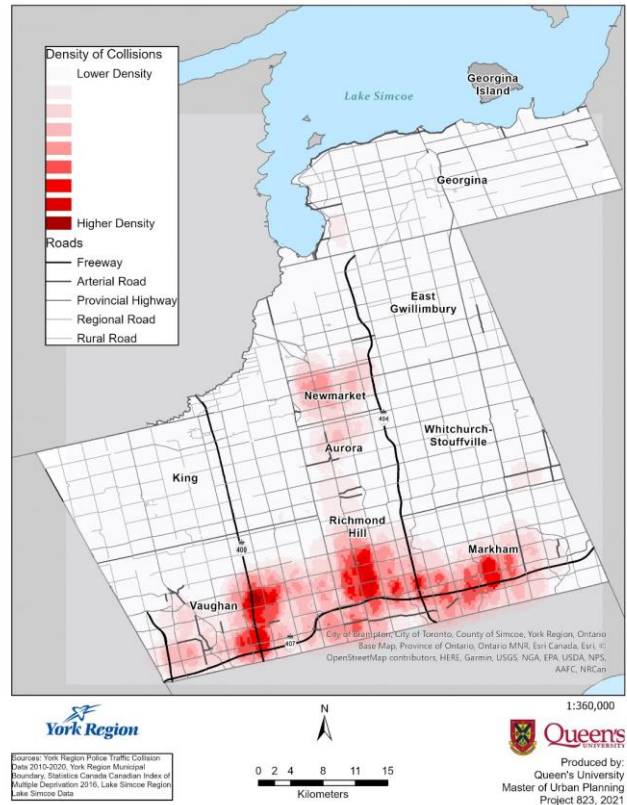 Density of Collisions
Lower Density
Higher Density
Roads
Freeway
Arterial Road
Provincial Highway
Regional Road
Rural Road
Georgina
Island
Lake Simcoe
Georgina
East
Gwillimbury
Newmarket
404
Whitchurch-
Stouffville
Aurora
King
Richmond
Hill
400
Markham
Vaughan
407
City of Brampton, City of Toronto, County of Simcoe, York Region, Ontario
Base Map, Province of Ontario, Ontario MNR, Esri Canada, Esri, ©
OpenStreetMap contributors, HERE, Garmin, USGS, NGA, EPA, USDA, NPS,
AAFC, NRCan
1:360,000
York Region
N
Queen's
UNIVERSITY
Sources: York Region Police Traffic Collision
Data 2010-2020, York Region Municipal
Boundary, Statistics Canada Canadian Index of
Multiple Deprivation 2016, Lake Simcoe Region
Lake Simcoe Data
0 2 4 8 11 15
Kilometers
Produced by:
Queen's University
Master of Urban Planning
Project 823, 2021